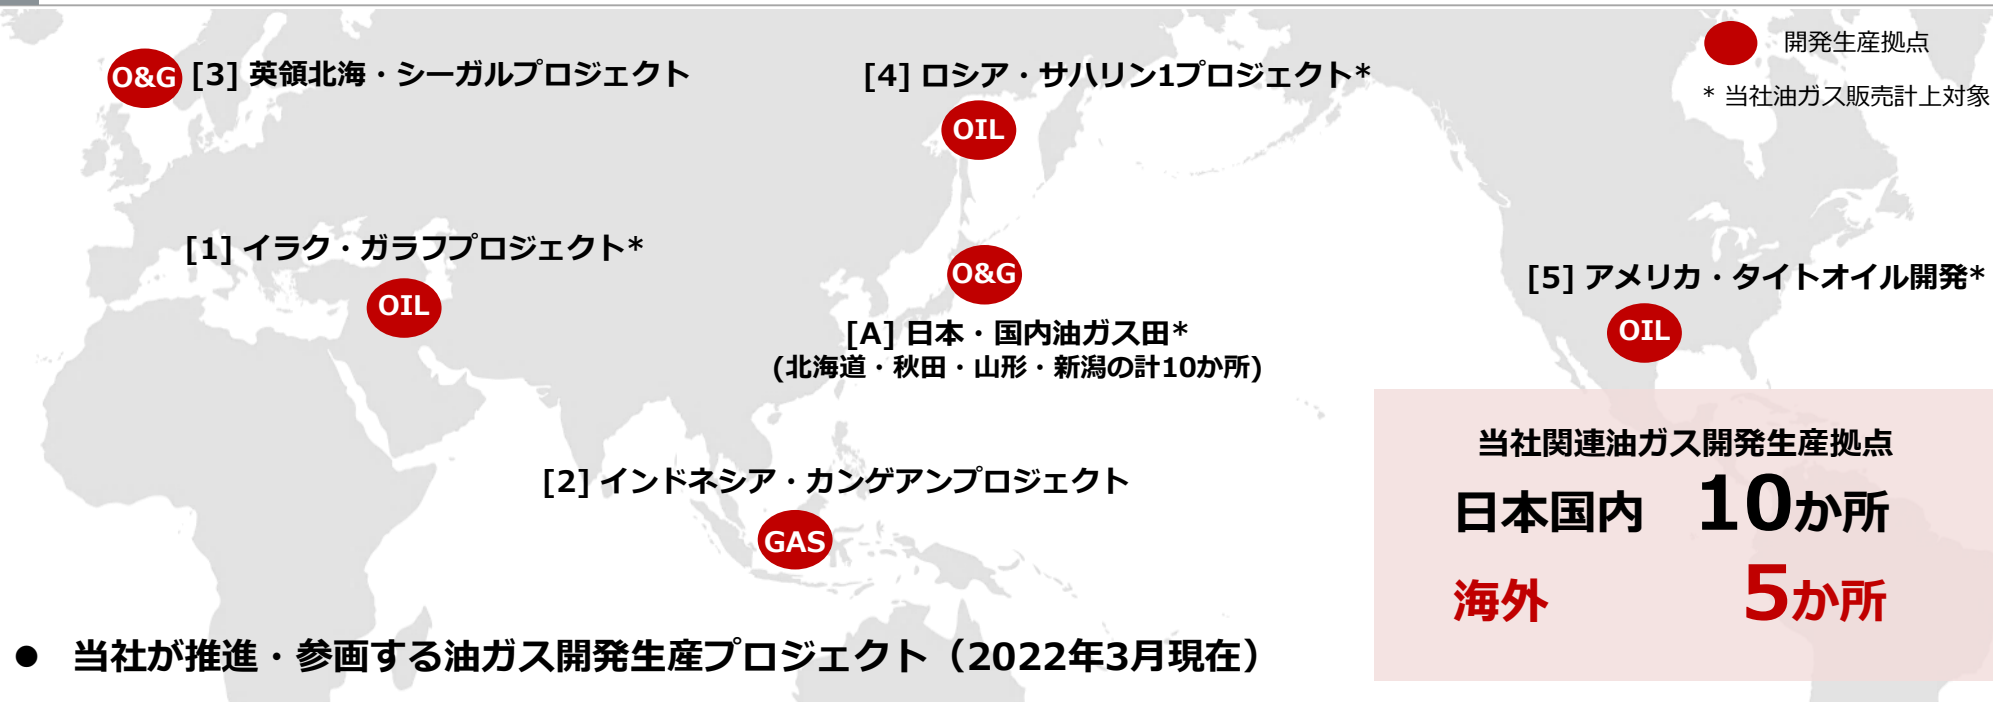 開発生産拠点
* 当社油ガス販売計上対象
O&G [3] 英領北海・シーガルプロジェクト
[4] ロシア・サハリン1プロジェクト*
OIL
[1] イラク・ガラフプロジェクト*
OIL
O&G
[A] 日本・国内油ガス田*
(北海道・秋田・山形・新潟の計10か所)
[5] アメリカ・タイトオイル開発*
OIL
[2] インドネシア・カンゲアンプロジェクト
GAS
当社関連油ガス開発生産拠点
日本国内 10か所
海外 5か所
● 当社が推進・参画する油ガス開発生産プロジェクト（2022年3月現在）